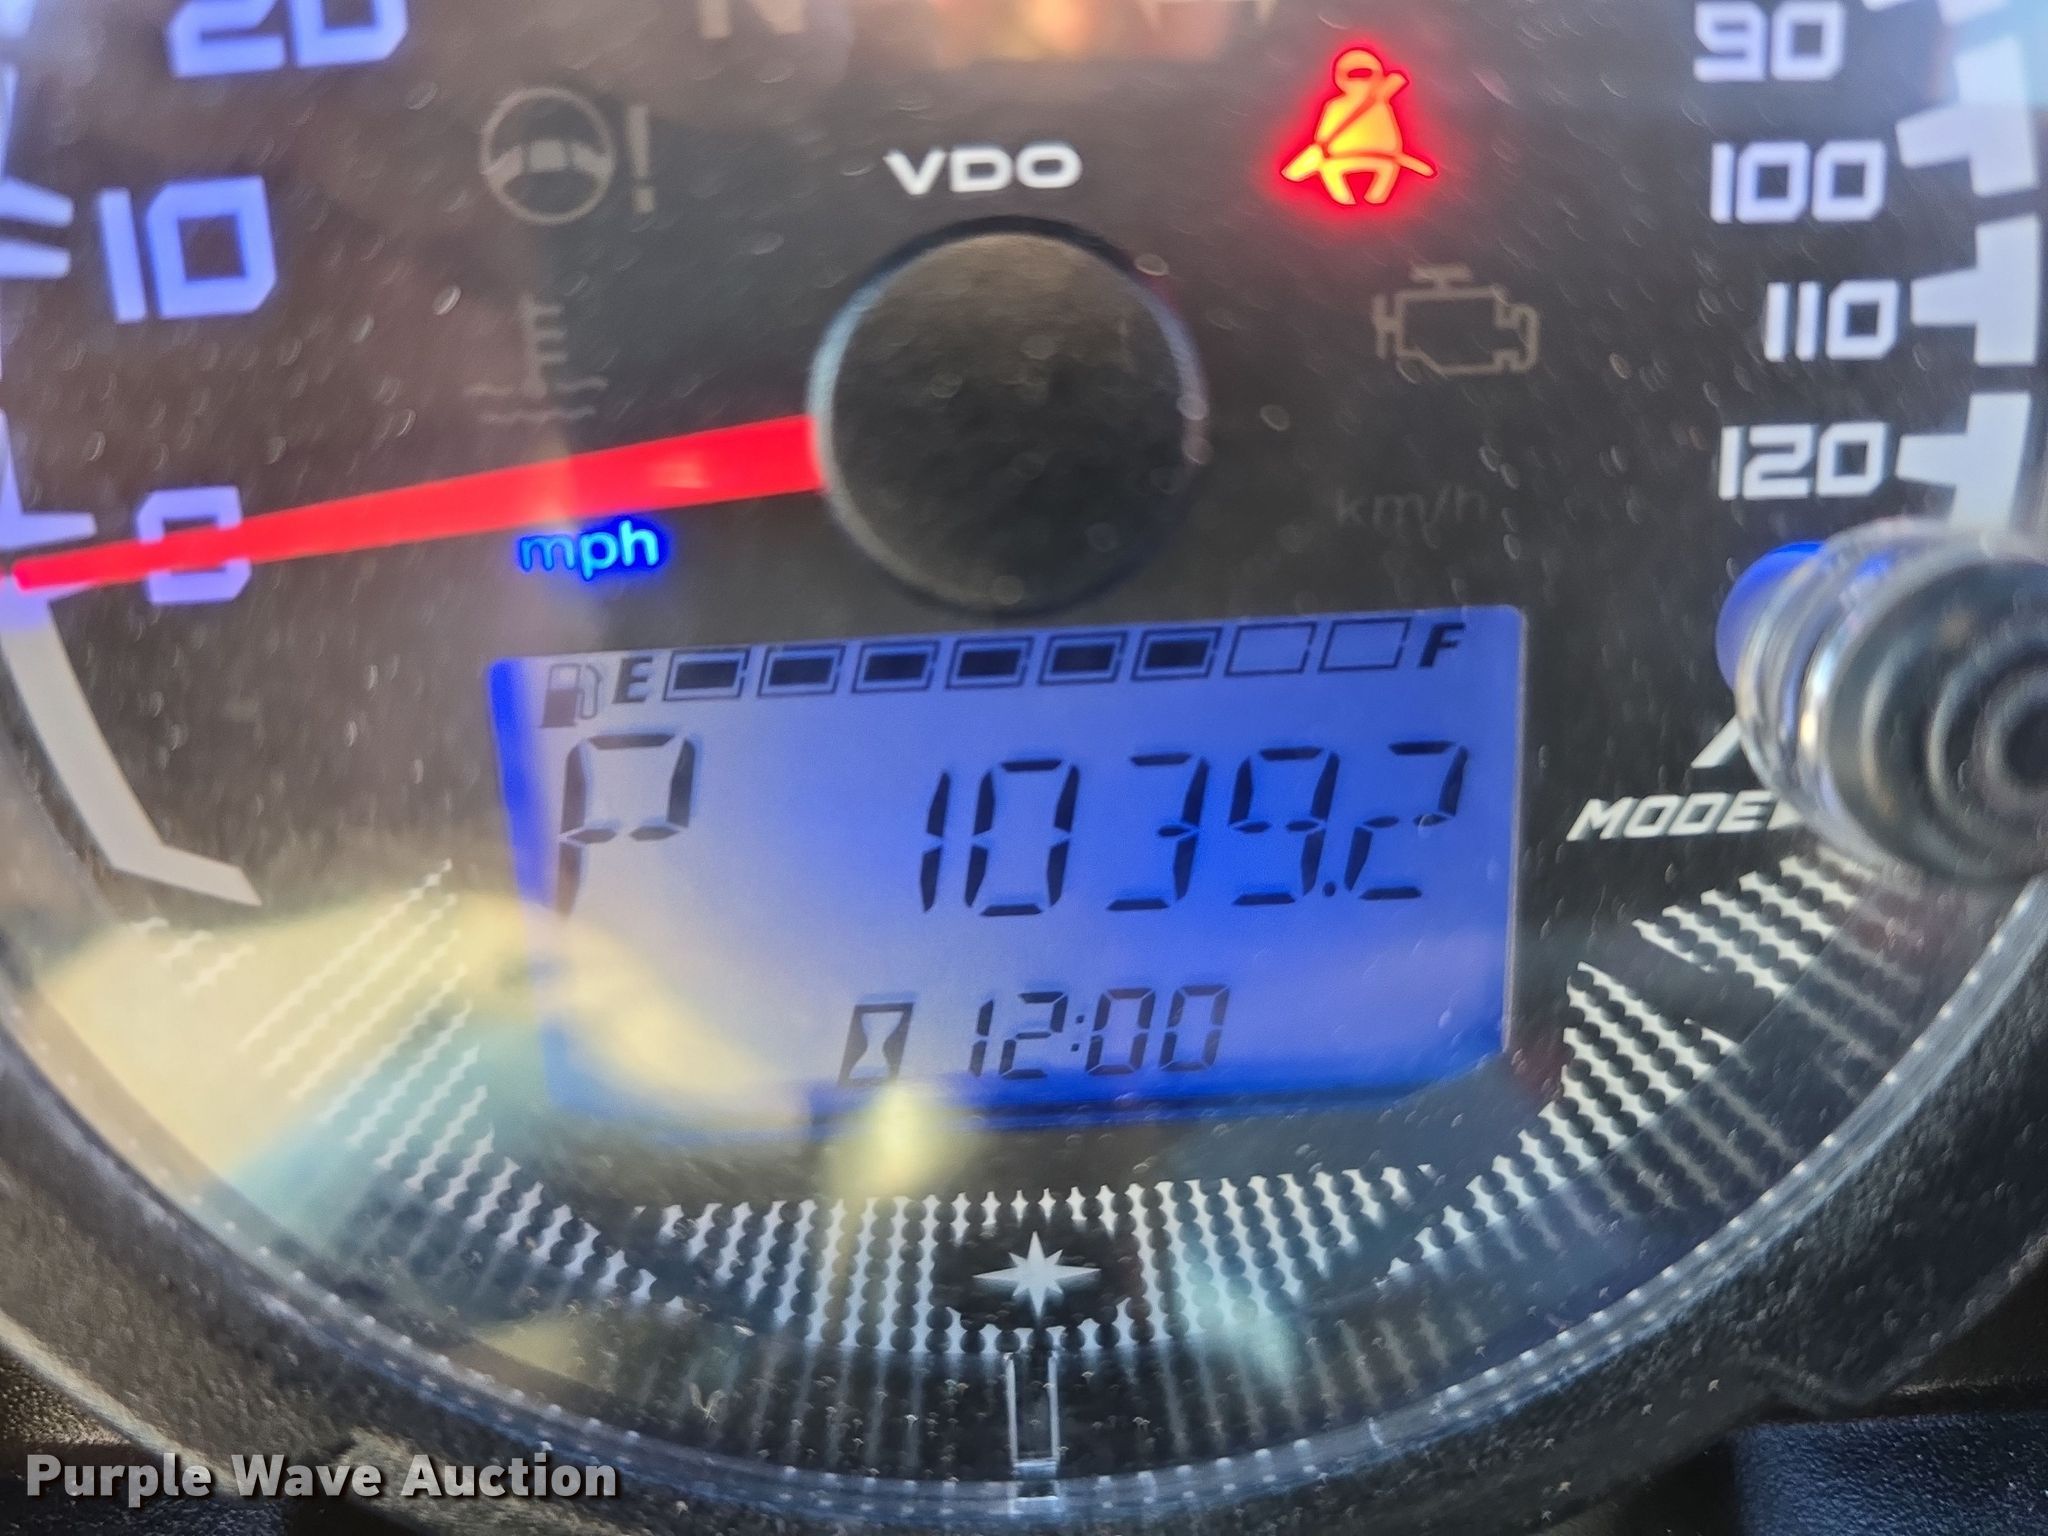 20
90
VDO
10
100
110
120
km/h
0
mph
E F
P 1039.2
MODE
12:00
Purple Wave Auction